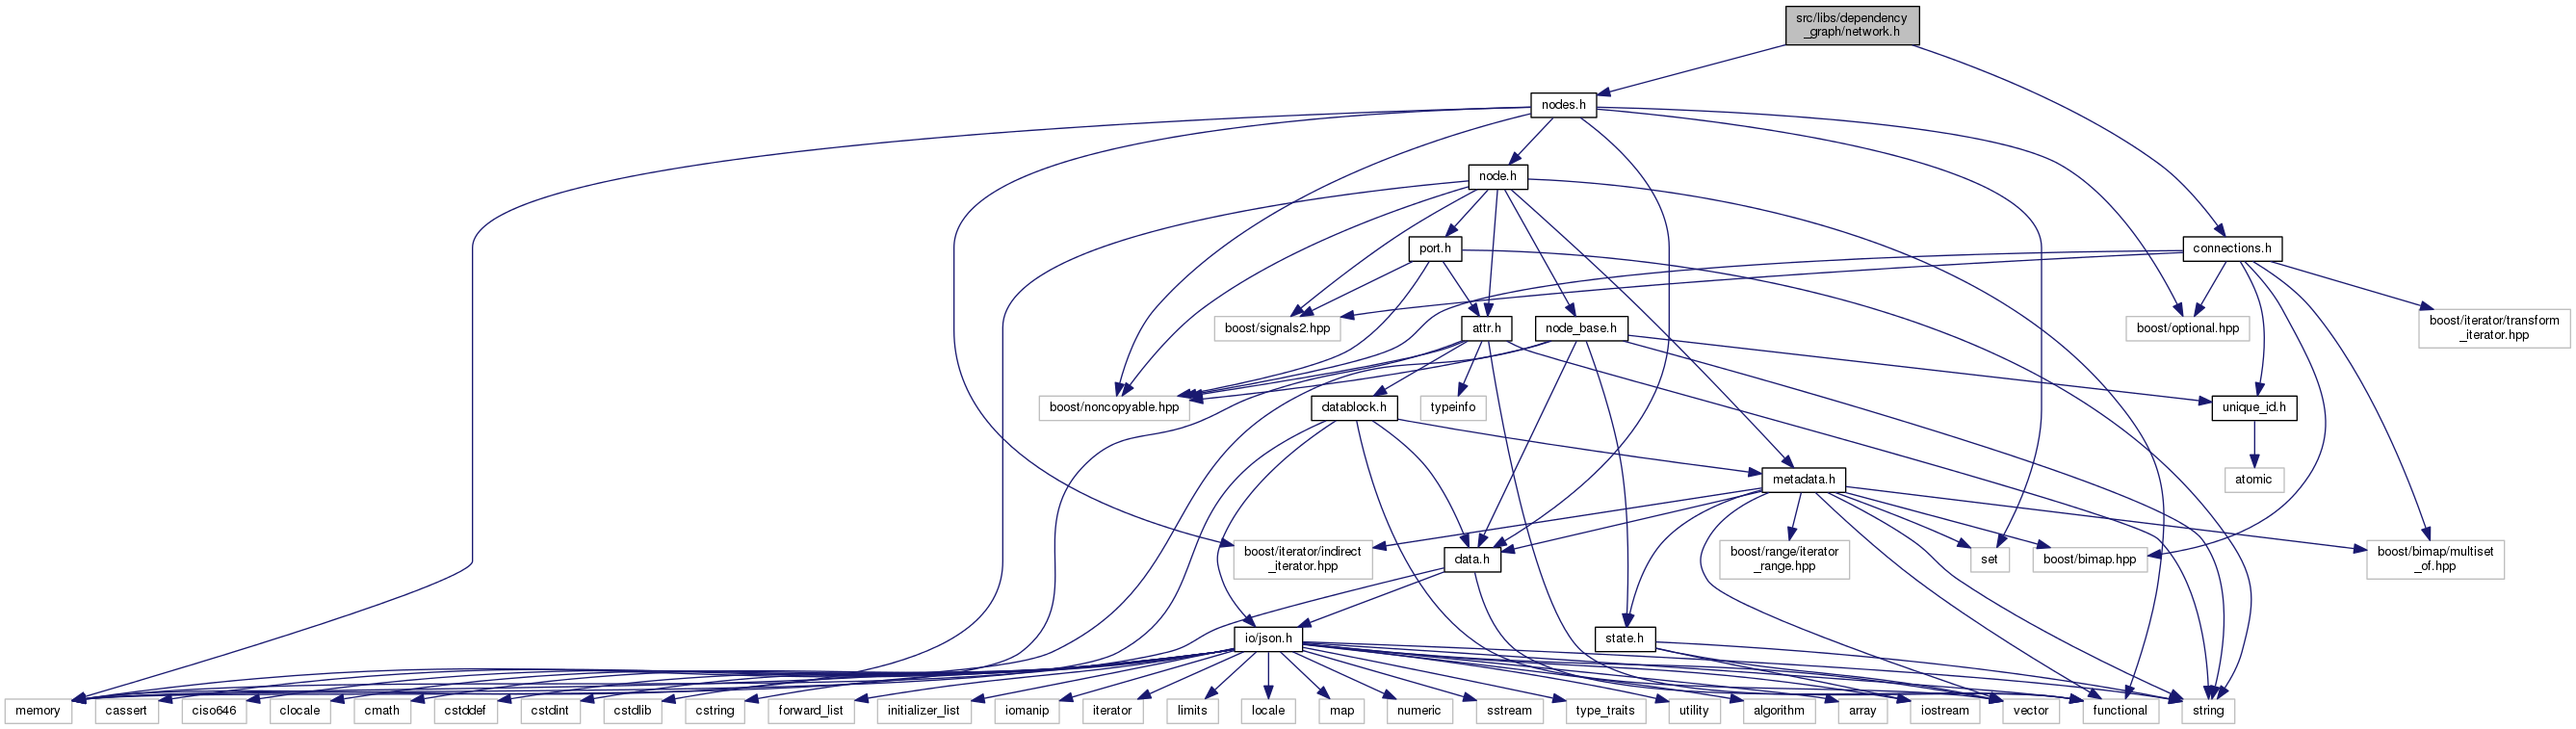 src/libs/dependency
_graph/network.h
nodes.h
node.h
port.h
connections.h
boost/signals2.hpp
attr.h
node_base.h
boost/optional.hpp
boost/iterator/transform
_iterator.hpp
boost/noncopyable.hpp
datablock.h
typeinfo
unique_id.h
metadata.h
atomic
boost/iterator/indirect
_iterator.hpp
data.h
boost/range/iterator
_range.hpp
set
boost/bimap.hpp
boost/bimap/multiset
_of.hpp
io/json.h
state.h
memory
cassert
ciso646
clocale
cmath
cstddef
cstdint
cstdlib
cstring
forward_list
initializer_list
iomanip
iterator
limits
locale
map
numeric
sstream
type_traits
utility
algorithm
array
iostream
vector
functional
string